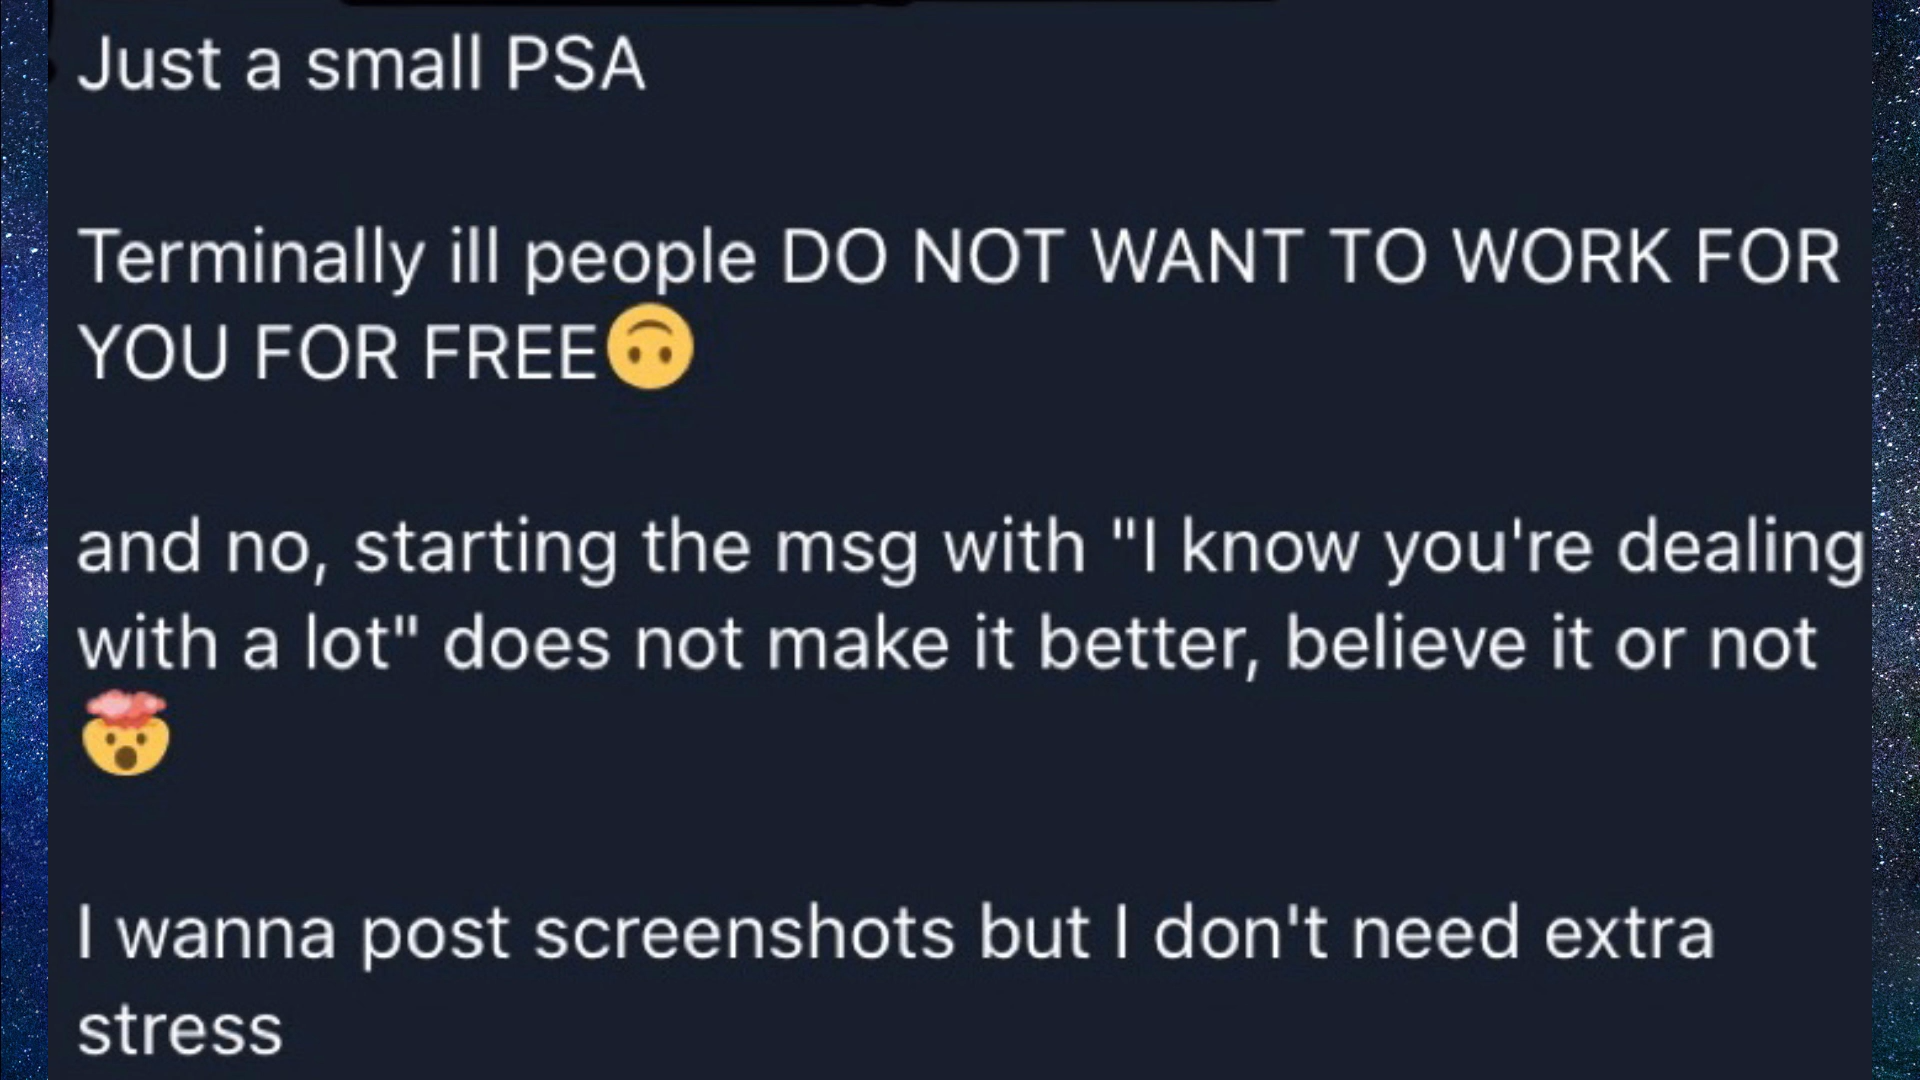 Just a small PSA
Terminally ill people DO NOT WANT TO WORK FOR
YOU FOR FREE🙃
and no, starting the msg with "I know you're dealing
with a lot" does not make it better, believe it or not
🤯
I wanna post screenshots but I don't need extra
stress